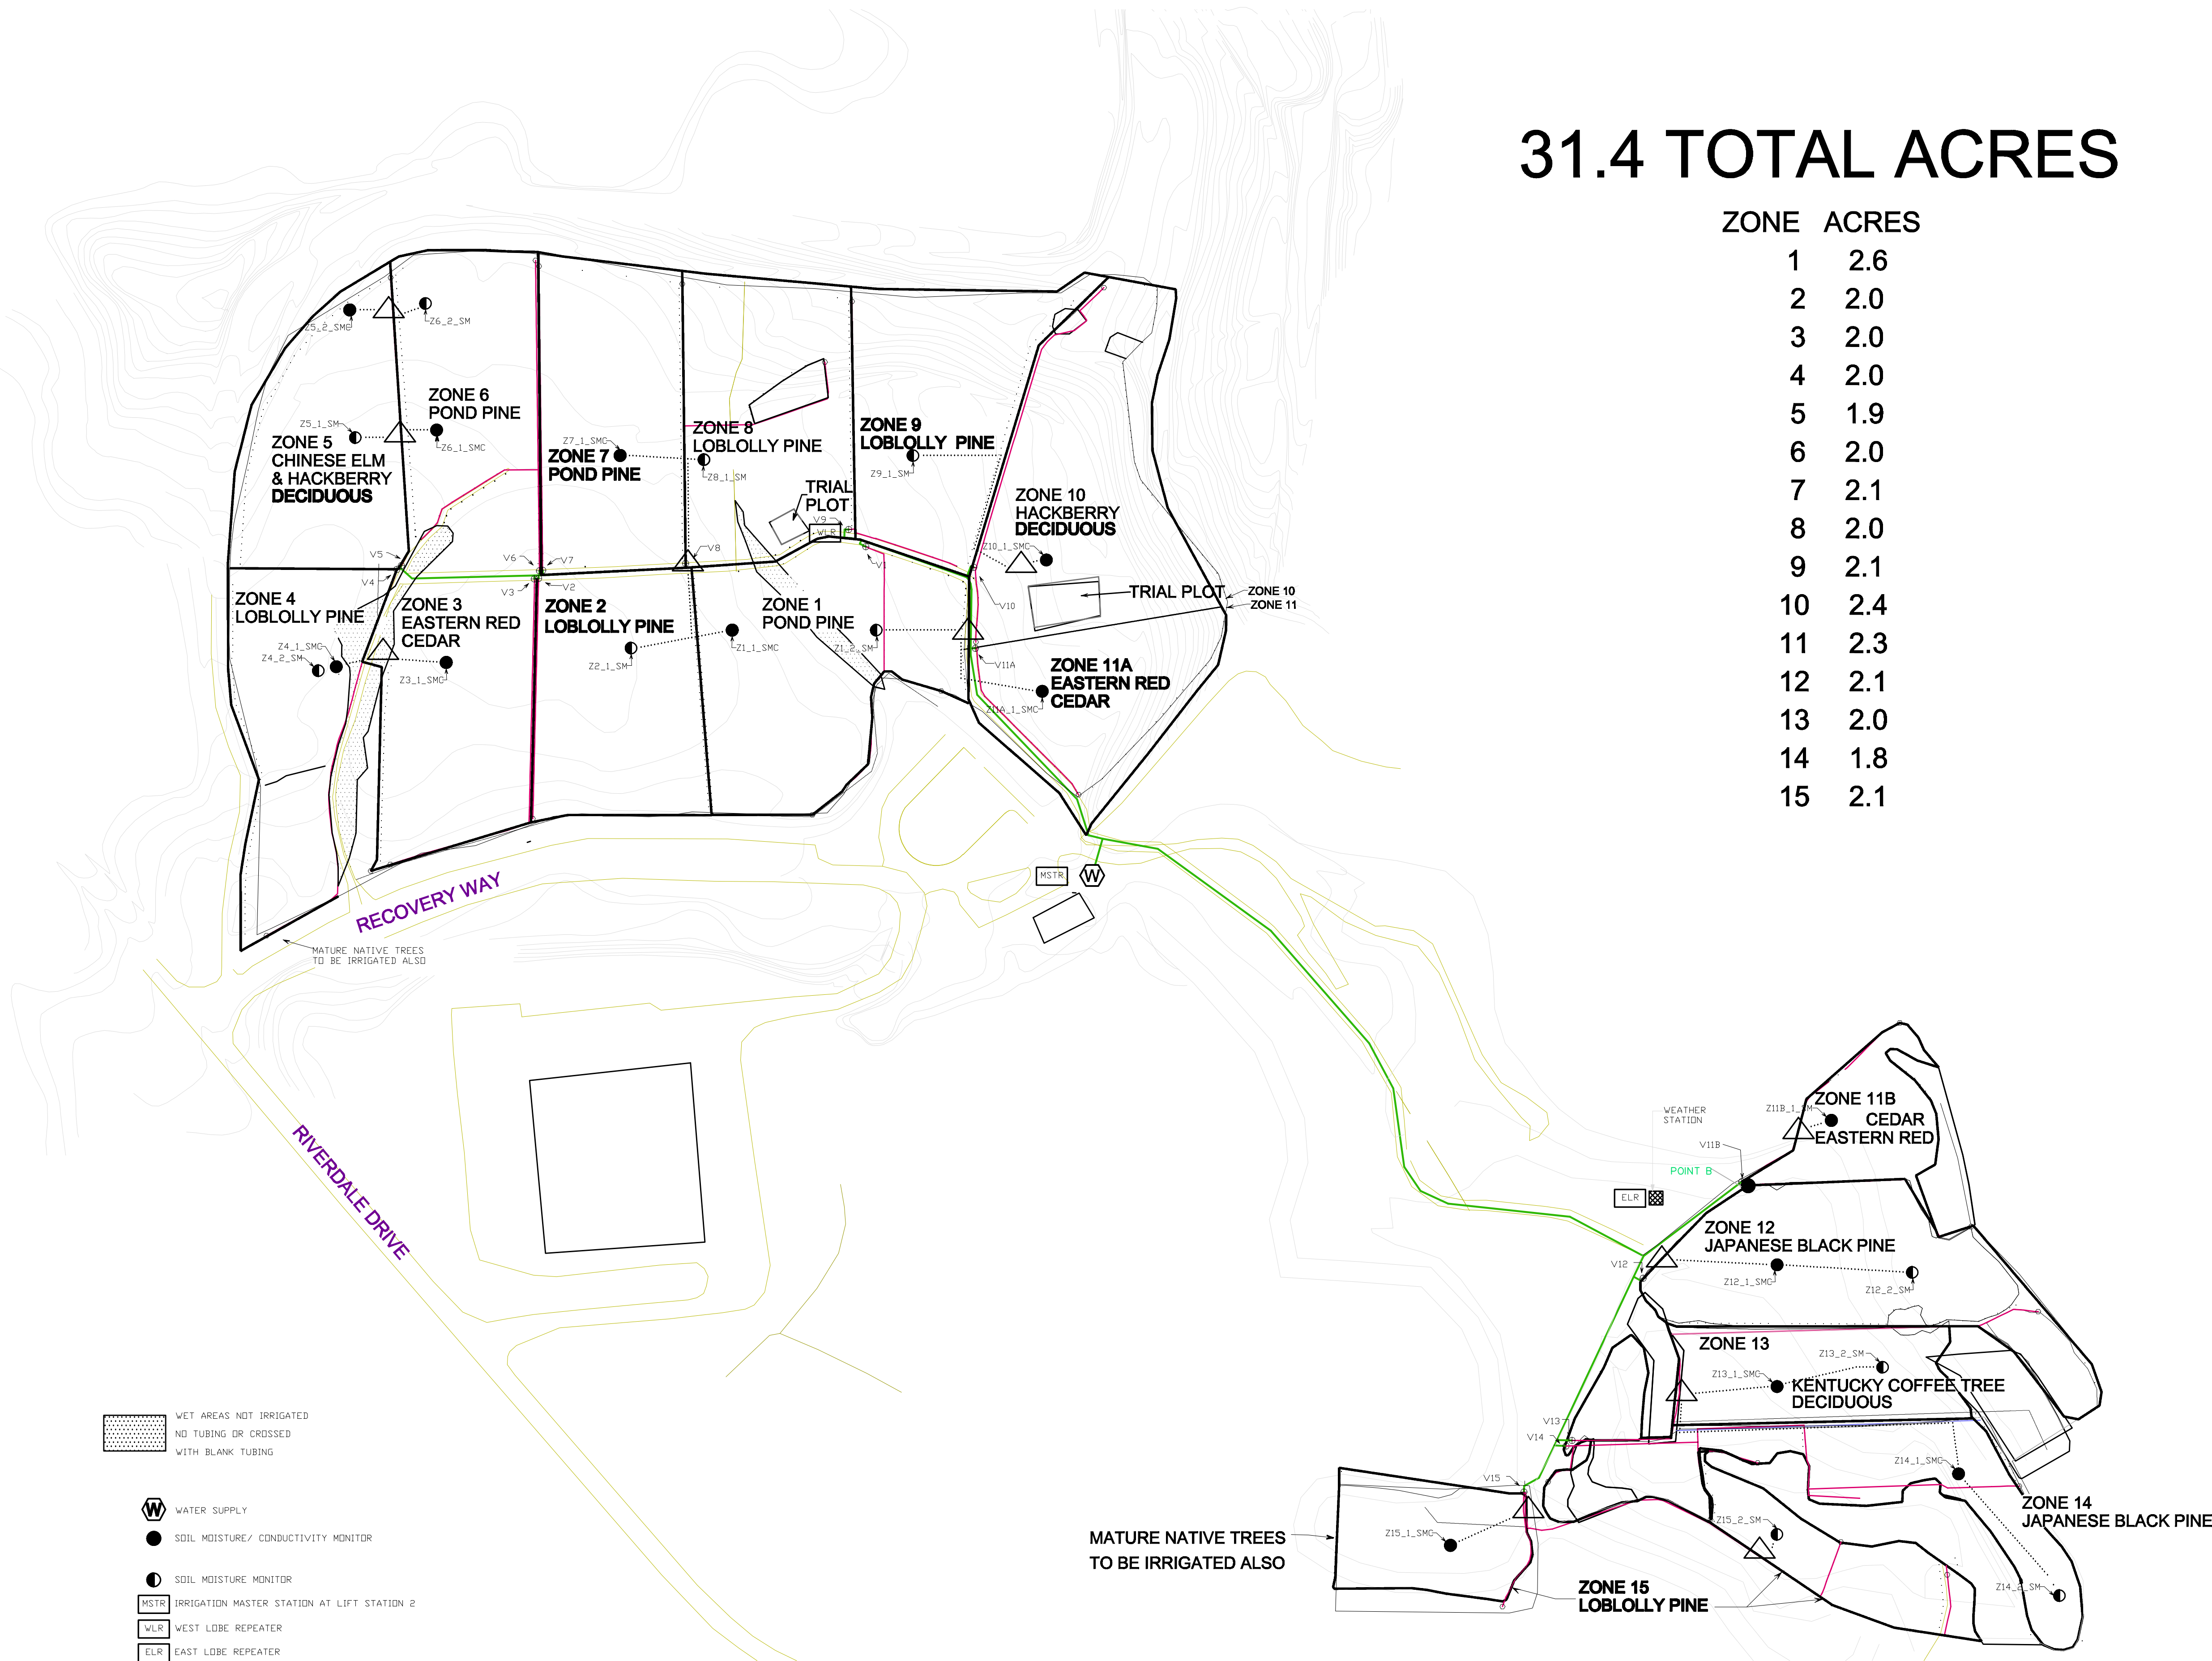 31.4 TOTAL ACRES
ZONE ACRES
1 2.6
2 2.0
3 2.0
4 2.0
5 1.9
6 2.0
7 2.1
8 2.0
9 2.1
10 2.4
11 2.3
12 2.1
13 2.0
14 1.8
15 2.1
Z5_2_SMC
Z6_2_SM
ZONE 6
POND PINE
Z5_1_SM
Z6_1_SMC
ZONE 5
CHINESE ELM
& HACKBERRY
DECIDUOUS
Z7_1_SMC
ZONE 7
POND PINE
ZONE 8
LOBLOLLY PINE
Z8_1_SM
ZONE 9
LOBLOLLY PINE
Z9_1_SM
TRIAL
PLOT
V9
WLR
ZONE 10
HACKBERRY
DECIDUOUS
Z10_1_SMC
V5
V4
V6
V7
V3
V2
V8
V1
V10
TRIAL PLOT
ZONE 10
ZONE 11
ZONE 4
LOBLOLLY PINE
Z4_1_SMC
Z4_2_SM
ZONE 3
EASTERN RED
CEDAR
Z3_1_SMC
ZONE 2
LOBLOLLY PINE
Z2_1_SM
Z1_1_SMC
ZONE 1
POND PINE
Z1_2_SM
V11A
ZONE 11A
EASTERN RED
CEDAR
Z11A_1_SMC
MSTR
W
RECOVERY WAY
MATURE NATIVE TREES
TO BE IRRIGATED ALSO
RIVERDALE DRIVE
WEATHER
STATION
Z11B_1_SM
ZONE 11B
CEDAR
EASTERN RED
V11B
POINT B
ELR
ZONE 12
JAPANESE BLACK PINE
V12
Z12_1_SMC
Z12_2_SM
ZONE 13
Z13_2_SM
Z13_1_SMC
KENTUCKY COFFEE TREE
DECIDUOUS
V13
V14
Z14_1_SMC
V15
ZONE 14
JAPANESE BLACK PINE
Z15_1_SMC
Z15_2_SM
Z14_2_SM
MATURE NATIVE TREES
TO BE IRRIGATED ALSO
ZONE 15
LOBLOLLY PINE
WET AREAS NOT IRRIGATED
NO TUBING OR CROSSED
WITH BLANK TUBING
W WATER SUPPLY
SOIL MOISTURE/ CONDUCTIVITY MONITOR
SOIL MOISTURE MONITOR
MSTR IRRIGATION MASTER STATION AT LIFT STATION 2
WLR WEST LOBE REPEATER
ELR EAST LOBE REPEATER